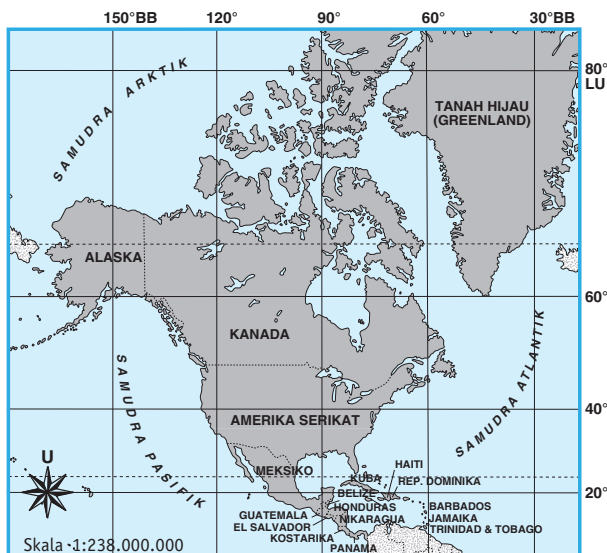 150°BB 120° 90° 60° 30°BB
80°
LU
SAMUDRA ARKTIK
TANAH HIJAU
(GREENLAND)
ALASKA
60°
KANADA
SAMUDRA PASIFIK
SAMUDRA ATLANTIK
40°
AMERIKA SERIKAT
U
MEKSIKO
HAITI
KUBA
REP. DOMINIKA
20°
BELIZE
HONDURAS
BARBADOS
GUATEMALA
NIKARAGUA
JAMAIKA
EL SALVADOR
TRINIDAD & TOBAGO
KOSTARIKA
PANAMA
Skala 1:238.000.000